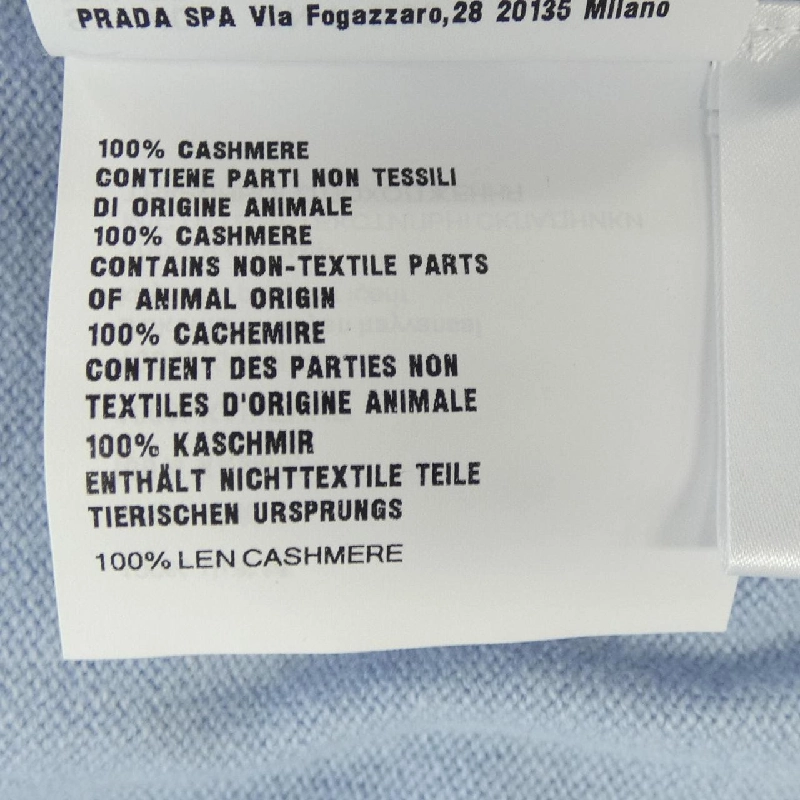 PRADA SPA Via Fogazzaro,28 20135 Milano
100% CASHMERE
CONTIENE PARTI NON TESSILI
DI ORIGINE ANIMALE
100% CASHMERE
CONTAINS NON-TEXTILE PARTS
OF ANIMAL ORIGIN
100% CACHEMIRE
CONTIENT DES PARTIES NON
TEXTILES D'ORIGINE ANIMALE
100% KASCHMIR
ENTHÄLT NICHTTEXTILE TEILE
TIERISCHEN URSPRUNGS
100% LEN CASHMERE